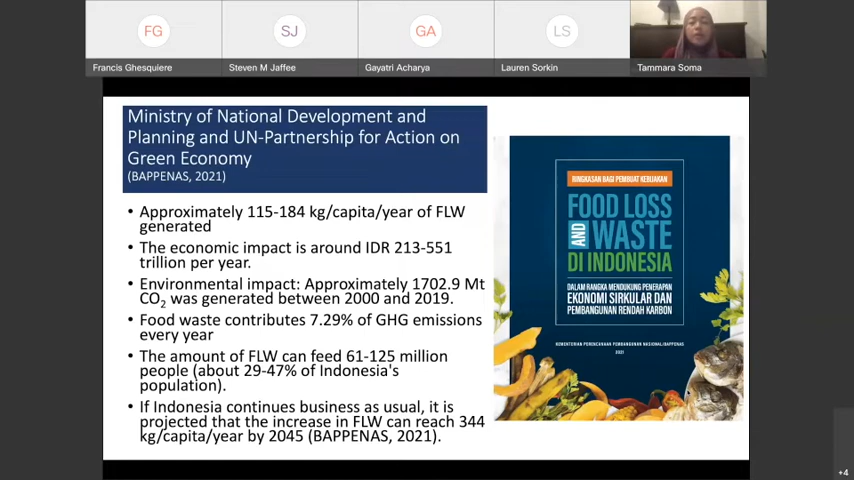 FG
SJ
GA
LS
Francis Ghesquiere
Steven M Jaffee
Gayatri Acharya
Lauren Sorkin
Tammara Soma
Ministry of National Development and
Planning and UN-Partnership for Action on
Green Economy
(BAPPENAS, 2021)
• Approximately 115-184 kg/capita/year of FLW
generated
• The economic impact is around IDR 213-551
trillion per year.
• Environmental impact: Approximately 1702.9 Mt
CO2 was generated between 2000 and 2019.
• Food waste contributes 7.29% of GHG emissions
every year
• The amount of FLW can feed 61-125 million
people (about 29-47% of Indonesia's
population).
• If Indonesia continues business as usual, it is
projected that the increase in FLW can reach 344
kg/capita/year by 2045 (BAPPENAS, 2021).
RINGKASAN BAGI PEMBUAT KEBIJAKAN
FOOD LOSS
AND WASTE
DI INDONESIA
DALAM RANGKA MENDUKUNG PENERAPAN
EKONOMI SIRKULAR DAN
PEMBANGUNAN RENDAH KARBON
KEMENTERIAN PERENCANAAN PEMBANGUNAN NASIONAL/BAPPENAS
2021
+4